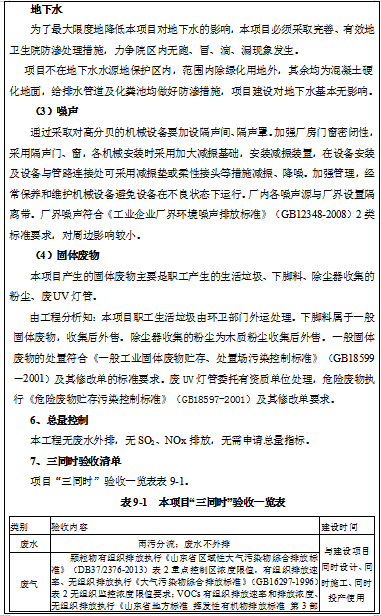 地下水
为了最大限度地降低本项目对地下水的影响，本项目必须采取完善、有效地
卫生院防渗处理措施，力争院区内无跑、冒、滴、漏现象发生。
项目不在地下水水源地保护区内，范围内除绿化用地外，其余均为混凝土硬
化地面，给排水管道及化粪池均做好防渗措施，项目建设对地下水基本无影响。
（3）噪声
通过采取对高分贝的机械设备要加设隔声间、隔声罩。加强厂房门窗密闭性，
采用隔声门、窗，各机械安装时采用加大减振基础，安装减振装置，在设备安装
及设备与管路连接处可采用减振垫或柔性接头等措施减振、降噪。加强管理，经
常保养和维护机械设备避免设备在不良状态下运行。厂内各噪声源与厂界设置隔
离带。厂界噪声符合《工业企业厂界环境噪声排放标准》（GB12348-2008）2类
标准要求，对周边影响较小。
（4）固体废物
本项目产生的固体废物主要是职工产生的生活垃圾、下脚料、除尘器收集的
粉尘、废UV灯管。
由工程分析知：本项目职工生活垃圾由环卫部门外运处理。下脚料属于一般
固体废物，收集后外售。除尘器收集的粉尘为木质粉尘收集后外售。一般固体
废物的处置符合《一般工业固体废物贮存、处置场污染控制标准》（GB18599
－2001）及其修改单的标准要求。废UV灯管委托有资质单位处理，危险废物执
行《危险废物贮存污染控制标准》（GB18597-2001）及其修改单要求。
6、总量控制
本工程无废水外排，无SO₂、NOx排放，无需申请总量指标。
7、三同时验收清单
项目“三同时”验收一览表表9-1。
表9-1 本项目“三同时”验收一览表
类别 验收内容 建设时间
废水 雨污分流；废水不外排
废气 颗粒物有组织排放执行《山东省区域性大气污染物综合排放标
准》（DB37/2376-2013）表2重点控制区浓度限值，有组织排放速
率、无组织排放执行《大气污染物综合排放标准》（GB16297-1996）
表2无组织监控浓度限值要求；VOCs有组织排放速率和排放浓度、
无组织排放执行《山东省地方标准 挥发性有机物排放标准 第3部
与建设项目
同时设计、同
时施工、同时
投产使用